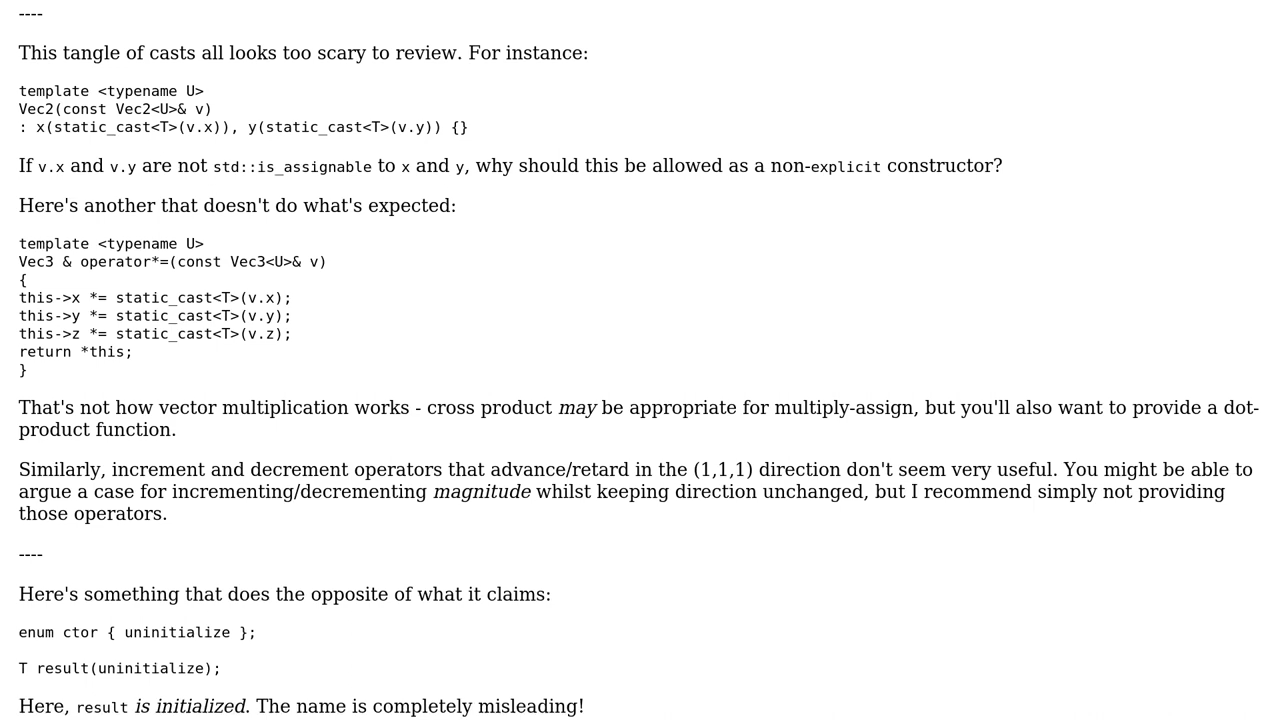 ----
This tangle of casts all looks too scary to review. For instance:
template <typename U>
Vec2(const Vec2<U>& v)
: x(static_cast<T>(v.x)), y(static_cast<T>(v.y)) {}
If v.x and v.y are not std::is_assignable to x and y, why should this be allowed as a non-explicit constructor?
Here's another that doesn't do what's expected:
template <typename U>
Vec3 & operator*=(const Vec3<U>& v)
{
this->x *= static_cast<T>(v.x);
this->y *= static_cast<T>(v.y);
this->z *= static_cast<T>(v.z);
return *this;
}
That's not how vector multiplication works - cross product may be appropriate for multiply-assign, but you'll also want to provide a dot-
product function.
Similarly, increment and decrement operators that advance/retard in the (1,1,1) direction don't seem very useful. You might be able to
argue a case for incrementing/decrementing magnitude whilst keeping direction unchanged, but I recommend simply not providing
those operators.
----
Here's something that does the opposite of what it claims:
enum ctor { uninitialize };
T result(uninitialize);
Here, result is initialized. The name is completely misleading!